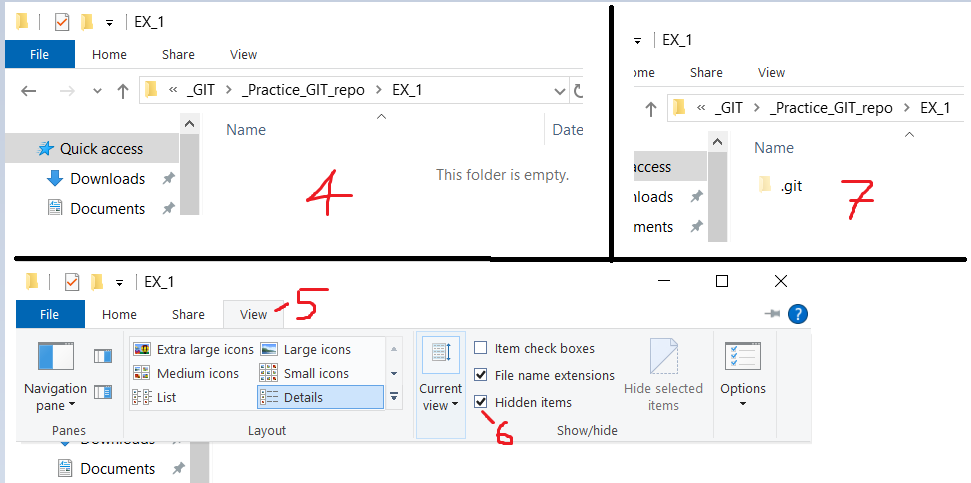 EX_1
File Home Share View
« _GIT > _Practice_GIT_repo > EX_1
Name Date
Quick access
This folder is empty.
Downloads
Documents
4
EX_1
ome Share View
« _GIT > _Practice_GIT_repo > EX_1
Name
access
.git
nloads
ments
7
EX_1
File Home Share View 5
?
Extra large icons Large icons
Medium icons Small icons
List Details
Navigation pane
Panes
Layout
Current view
Item check boxes
File name extensions
Hidden items
6
Hide selected items
Show/hide
Options
Documents